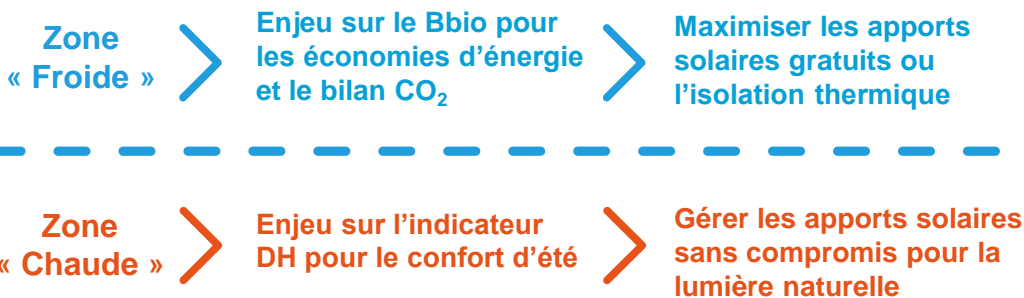 Zone
« Froide »
Enjeu sur le Bbio pour
les économies d’énergie
et le bilan CO₂
Maximiser les apports
solaires gratuits ou
l’isolation thermique
Zone
« Chaude »
Enjeu sur l’indicateur
DH pour le confort d’été
Gérer les apports solaires
sans compromis pour la
lumière naturelle